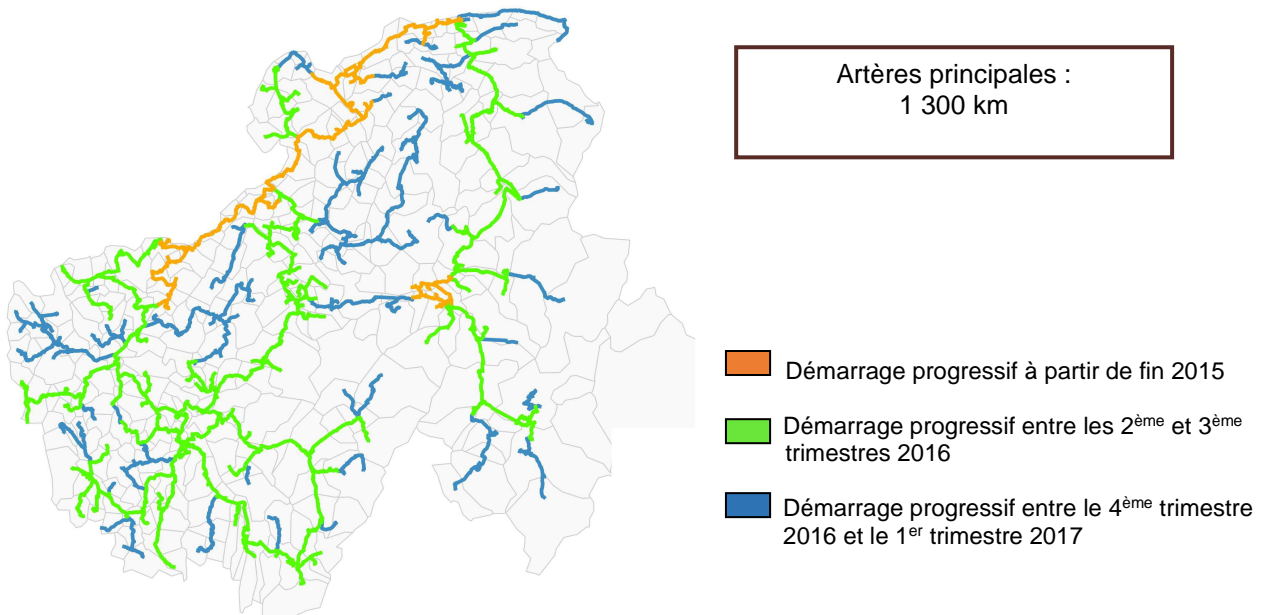 Artères principales :
1 300 km
Démarrage progressif à partir de fin 2015
Démarrage progressif entre les 2ème et 3ème
trimestres 2016
Démarrage progressif entre le 4ème trimestre
2016 et le 1er trimestre 2017